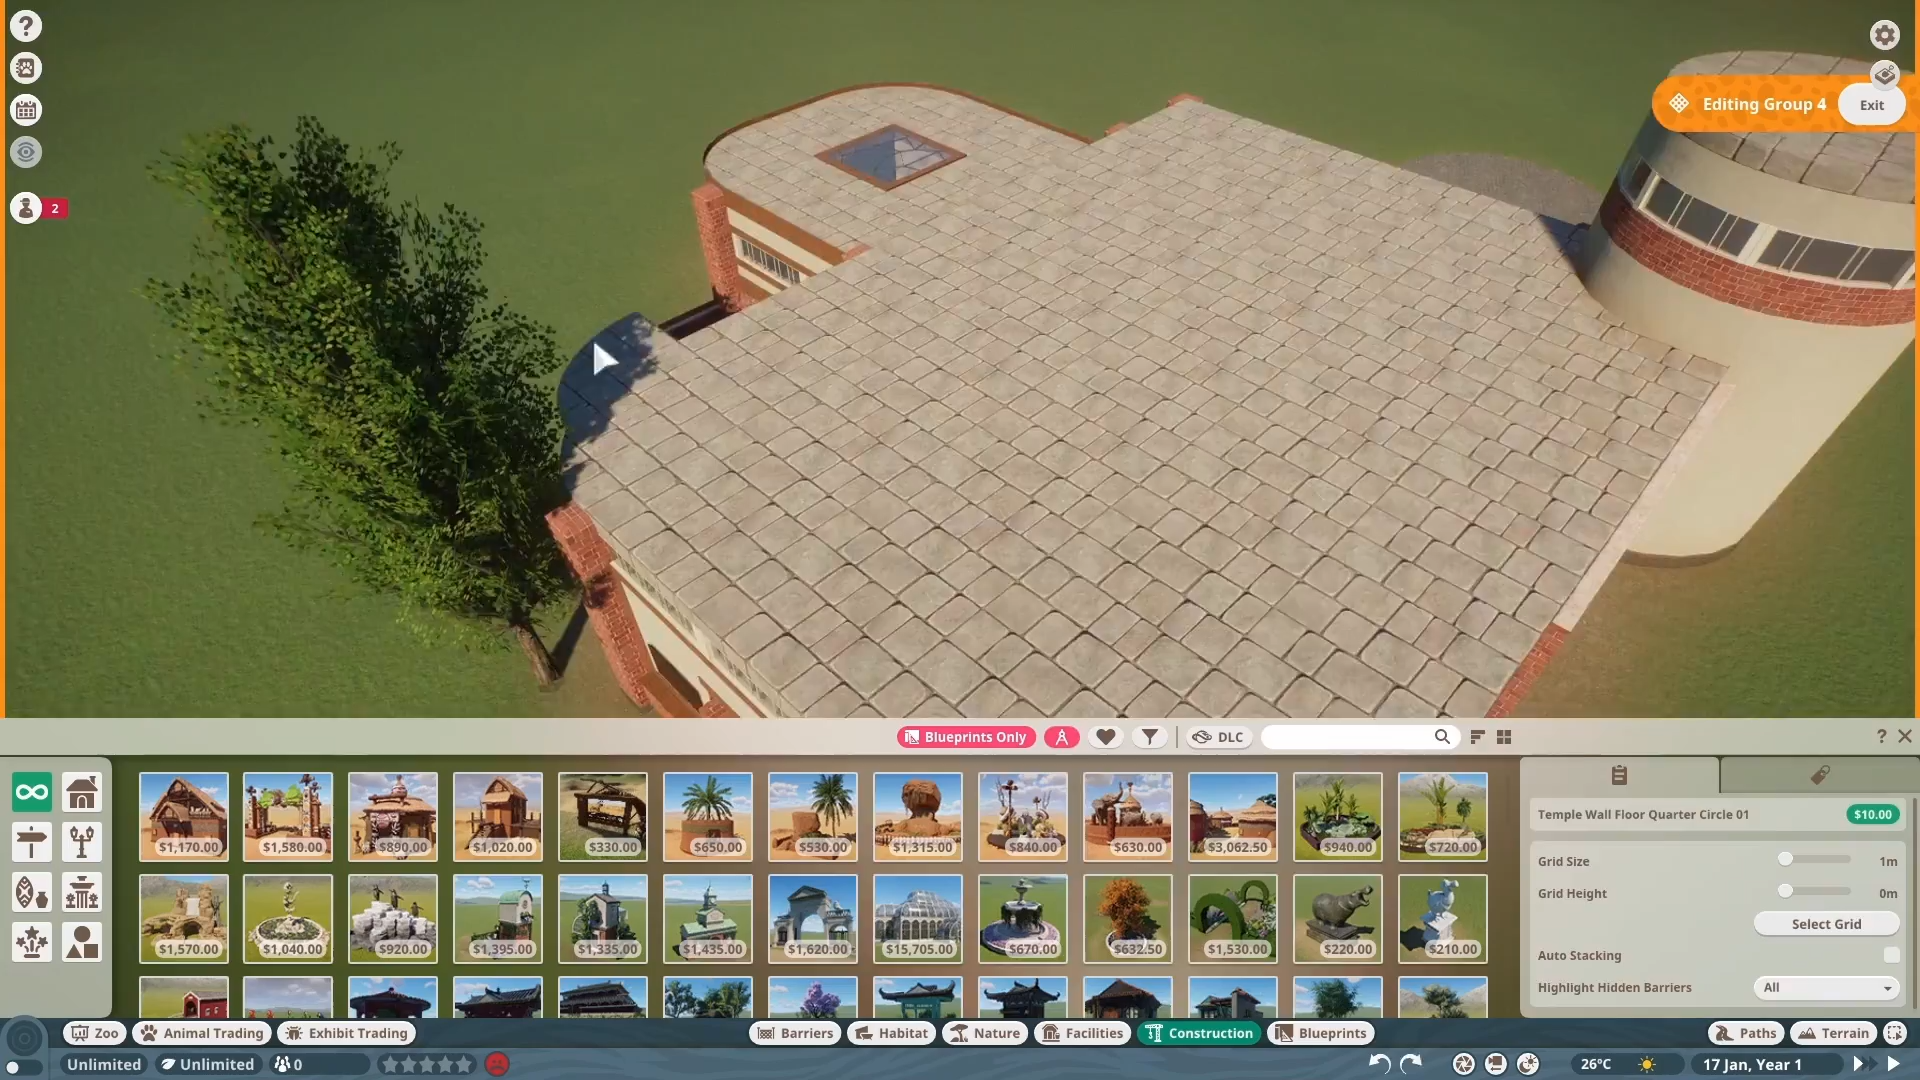 ?
Editing Group 4
Exit
2
Blueprints Only
DLC
?
$1,170.00
$1,580.00
$890.00
$1,020.00
$330.00
$650.00
$530.00
$1,315.00
$840.00
$630.00
$3,062.50
$940.00
$720.00
$1,570.00
$1,040.00
$920.00
$1,395.00
$1,335.00
$1,435.00
$1,620.00
$15,705.00
$670.00
$632.50
$1,530.00
$220.00
$210.00
Temple Wall Floor Quarter Circle 01
$10.00
Grid Size
1m
Grid Height
0m
Select Grid
Auto Stacking
Highlight Hidden Barriers
All
Zoo
Animal Trading
Exhibit Trading
Barriers
Habitat
Nature
Facilities
Construction
Blueprints
Paths
Terrain
Unlimited
Unlimited
0
26°C
17 Jan, Year 1